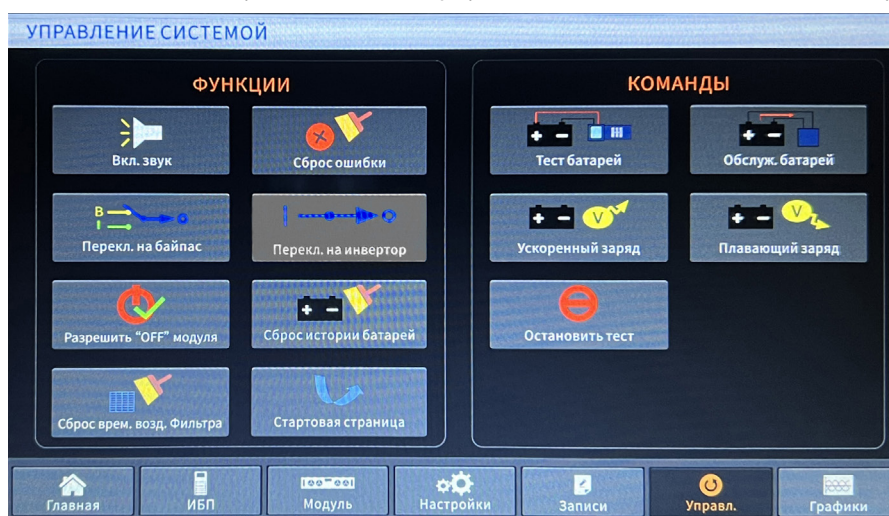 УПРАВЛЕНИЕ СИСТЕМОЙ
ФУНКЦИИ
Вкл. звук
Сброс ошибки
B
I
Перекл. на байпас
Перекл. на инвертор
Разрешить "OFF" модуля
Сброс истории батарей
Сброс врем. возд. Фильтра
Стартовая страница
КОМАНДЫ
Тест батарей
Обслуж. батарей
V
Ускоренный заряд
V
Плавающий заряд
Остановить тест
Главная
ИБП
Модуль
Настройки
Записи
Управл.
Графики